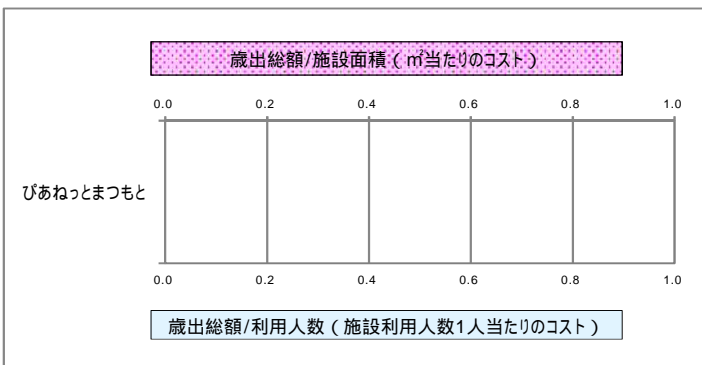 歳出総額/施設面積(㎡当たりのコスト)
0.0 0.2 0.4 0.6 0.8 1.0
ぴあねっとまつもと
0.0 0.2 0.4 0.6 0.8 1.0
歳出総額/利用人数(施設利用人数1人当たりのコスト)